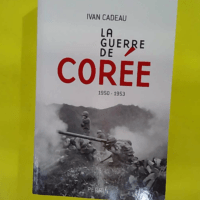 IVAN CADEAU
LA
GUERRE
DE
CORÉE
1950 - 1953